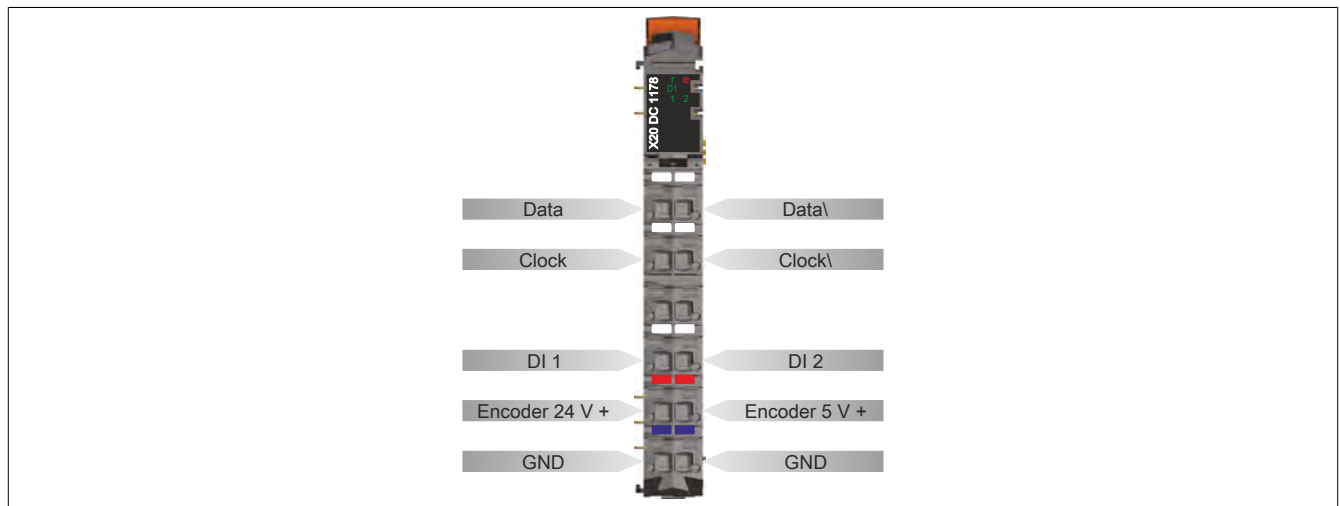 X20 DC 1178
r e
D1
1 2
Data Data\
Clock Clock\
DI 1 DI 2
Encoder 24 V + Encoder 5 V +
GND GND